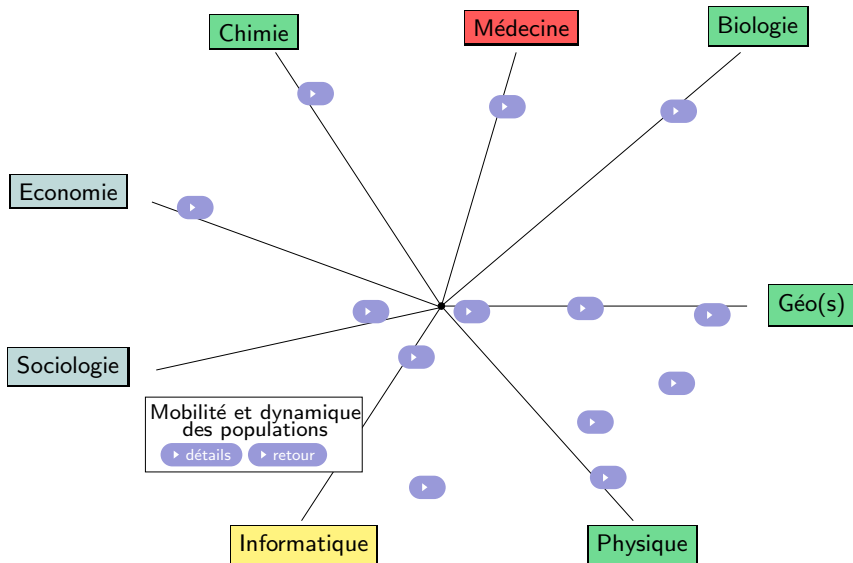 Chimie
Médecine
Biologie
Economie
Géo(s)
Sociologie
Mobilité et dynamique
des populations
détails retour
Informatique
Physique